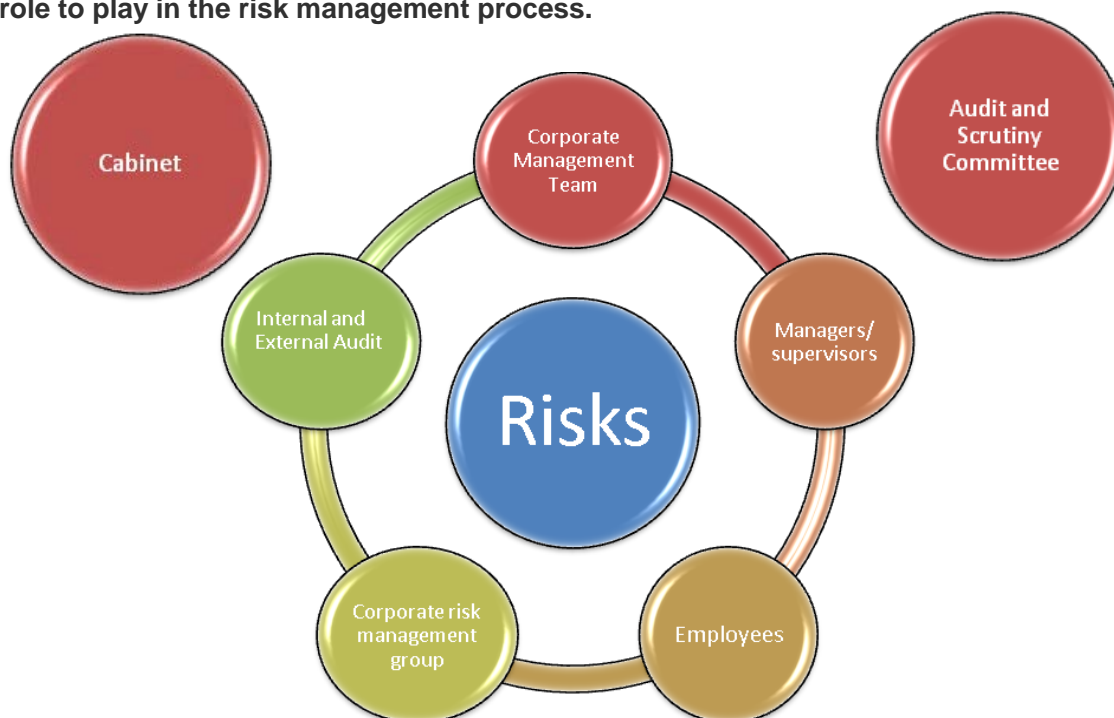 role to play in the risk management process.
Cabinet
Corporate
Management
Team
Audit and
Scrutiny
Committee
Internal and
External Audit
Risks
Managers/
supervisors
Corporate risk
management
group
Employees